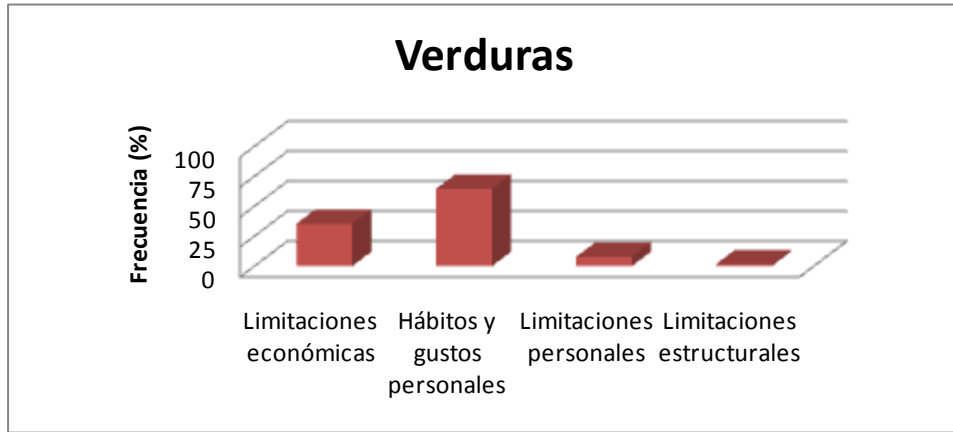 Verduras
Frecuencia (%)
100
75
50
25
0
Limitaciones económicas
Hábitos y gustos personales
Limitaciones personales
Limitaciones estructurales